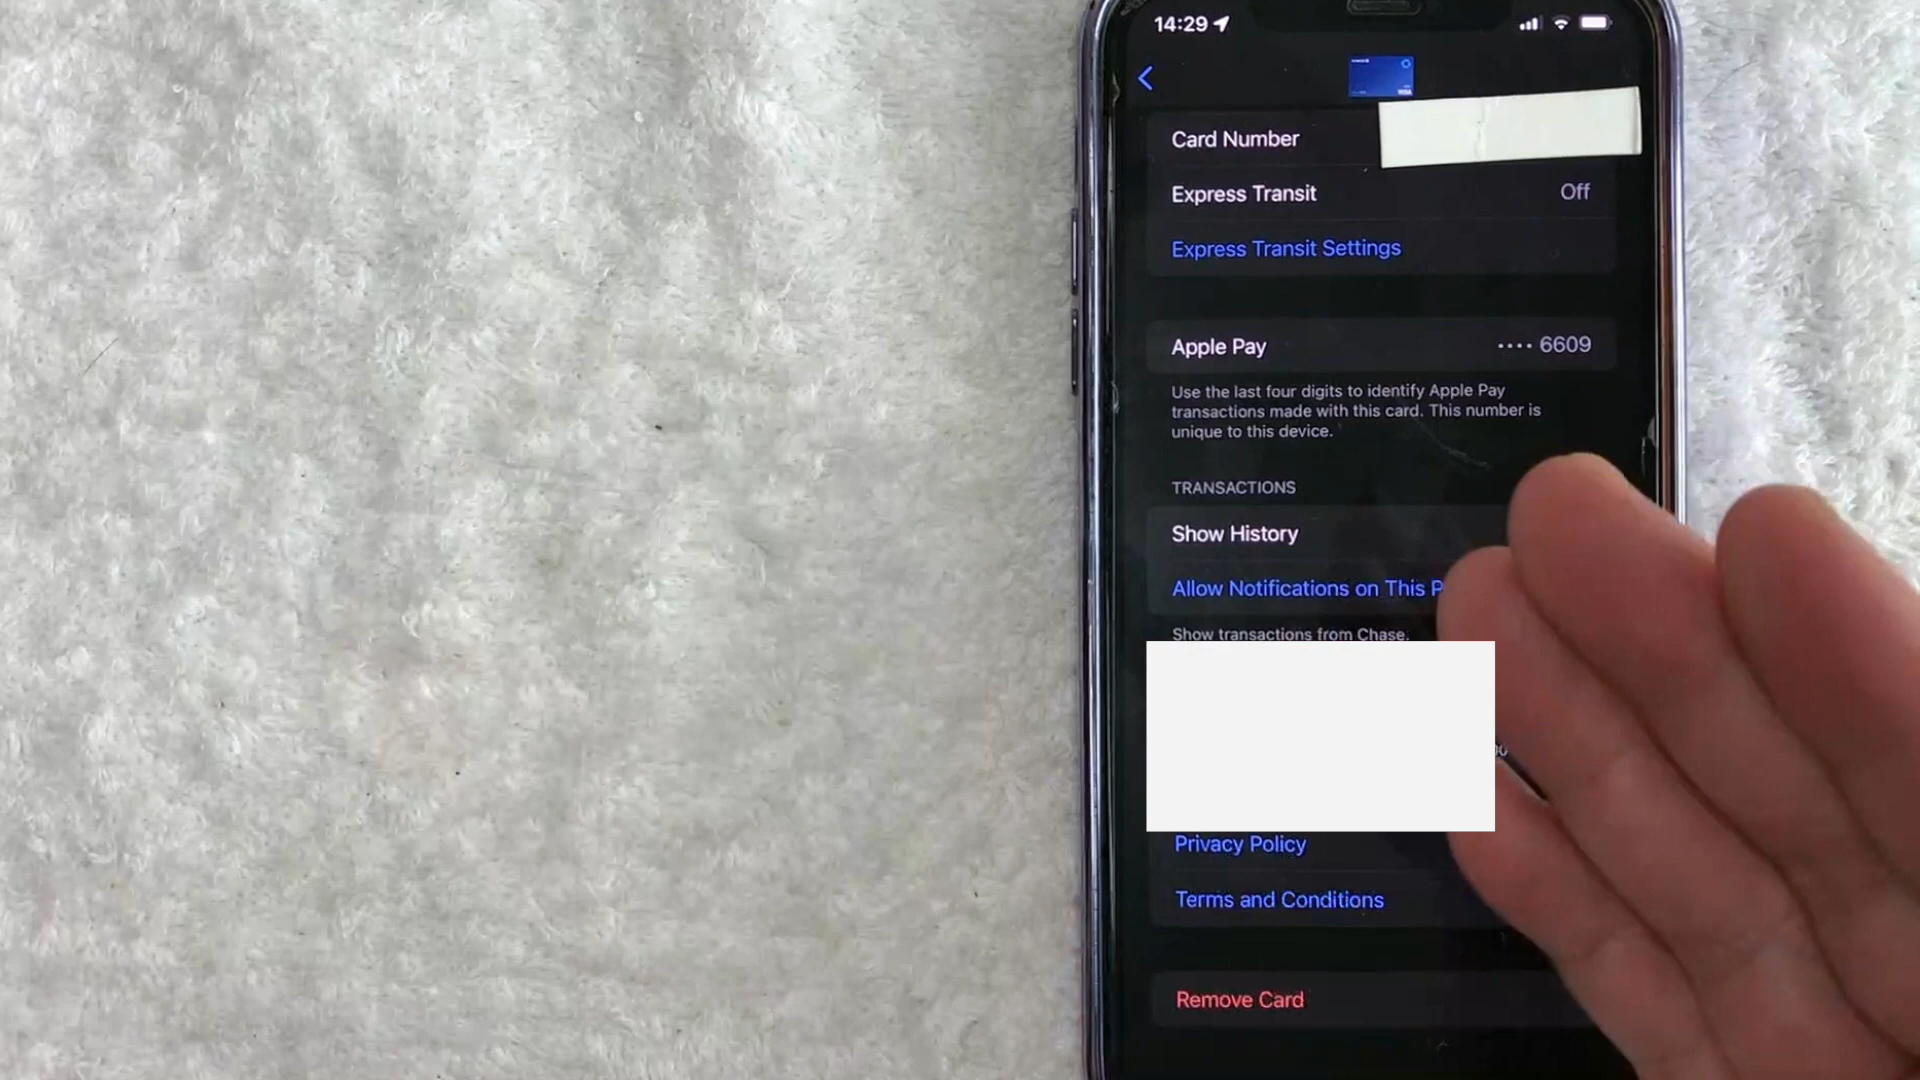 14:29
VISA
Card Number
Express Transit Off
Express Transit Settings
Apple Pay •••• 6609
Use the last four digits to identify Apple Pay
transactions made with this card. This number is
unique to this device.
TRANSACTIONS
Show History
Allow Notifications on This
Show transactions from Chase.
Privacy Policy
Terms and Conditions
Remove Card